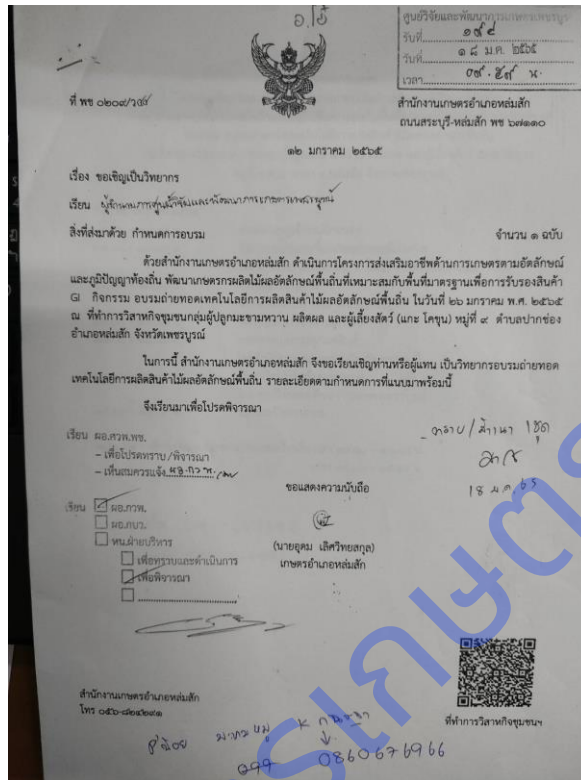 ศูนย์วิจัยและพัฒนาการเกษตรเพชรบูร
วันที่ ๑๘ ม.ค. ๒๕๖๕
เวลา น.
ที่ พช ๐๒๐๙/
สำนักงานเกษตรอำเภอหล่มสัก
ถนนสระบุรี-หล่มสัก พช ๖๗๑๑๐
๑๒ มกราคม ๒๕๖๕
เรื่อง ขอเชิญเป็นวิทยากร
เรียน ผู้อำนวยการศูนย์วิจัยและพัฒนาการเกษตรเพชรบูรณ์
สิ่งที่ส่งมาด้วย กำหนดการอบรม จำนวน ๑ ฉบับ
ด้วยสำนักงานเกษตรอำเภอหล่มสัก ดำเนินการโครงการส่งเสริมอาชีพด้านการเกษตรตามอัตลักษณ์
และภูมิปัญญาท้องถิ่น พัฒนาเกษตรกรผลิตไม้ผลอัตลักษณ์พื้นถิ่นที่เหมาะสมกับพื้นที่มาตรฐานเพื่อการรับรองสินค้า
GI กิจกรรม อบรมถ่ายทอดเทคโนโลยีการผลิตสินค้าไม้ผลอัตลักษณ์พื้นถิ่น ในวันที่ ๒๖ มกราคม พ.ศ. ๒๕๖๕
ณ ที่ทำการวิสาหกิจชุมชนกลุ่มผู้ปลูกมะขามหวาน ผลิตผล และผู้เลี้ยงสัตว์ (แกะ โคขุน) หมู่ที่ ๙ ตำบลปากช่อง
อำเภอหล่มสัก จังหวัดเพชรบูรณ์
ในการนี้ สำนักงานเกษตรอำเภอหล่มสัก จึงขอเรียนเชิญท่านหรือผู้แทน เป็นวิทยากรอบรมถ่ายทอด
เทคโนโลยีการผลิตสินค้าไม้ผลอัตลักษณ์พื้นถิ่น รายละเอียดตามกำหนดการที่แนบมาพร้อมนี้
จึงเรียนมาเพื่อโปรดพิจารณา
เรียน ผอ.ศวพ.พช.
– เพื่อโปรดทราบ/พิจารณา
– เห็นสมควรแจ้ง ผอ.กวพ.
- ทราบ/สำเนา 1 ชุด
18 ม.ค. 65
ขอแสดงความนับถือ
เรียน ผอ.กวพ.
ผอ.กบว.
หน.ฝ่ายบริหาร
เพื่อทราบและดำเนินการ
เพื่อพิจารณา
(นายอุดม เลิศวิทยสกุล)
เกษตรอำเภอหล่มสัก
สำนักงานเกษตรอำเภอหล่มสัก
โทร ๐๕๖-๗๐๔๒๙๑
ที่ทำการวิสาหกิจชุมชนฯ
0860676966